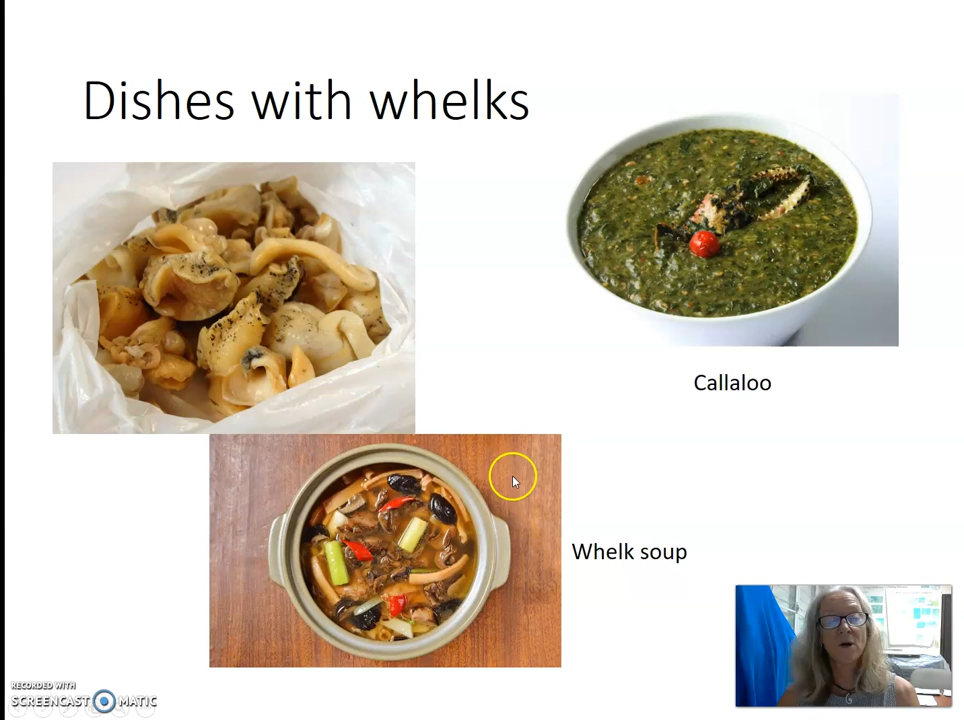 Dishes with whelks
Callaloo
Whelk soup
RECORDED WITH
SCREENCAST MATIC